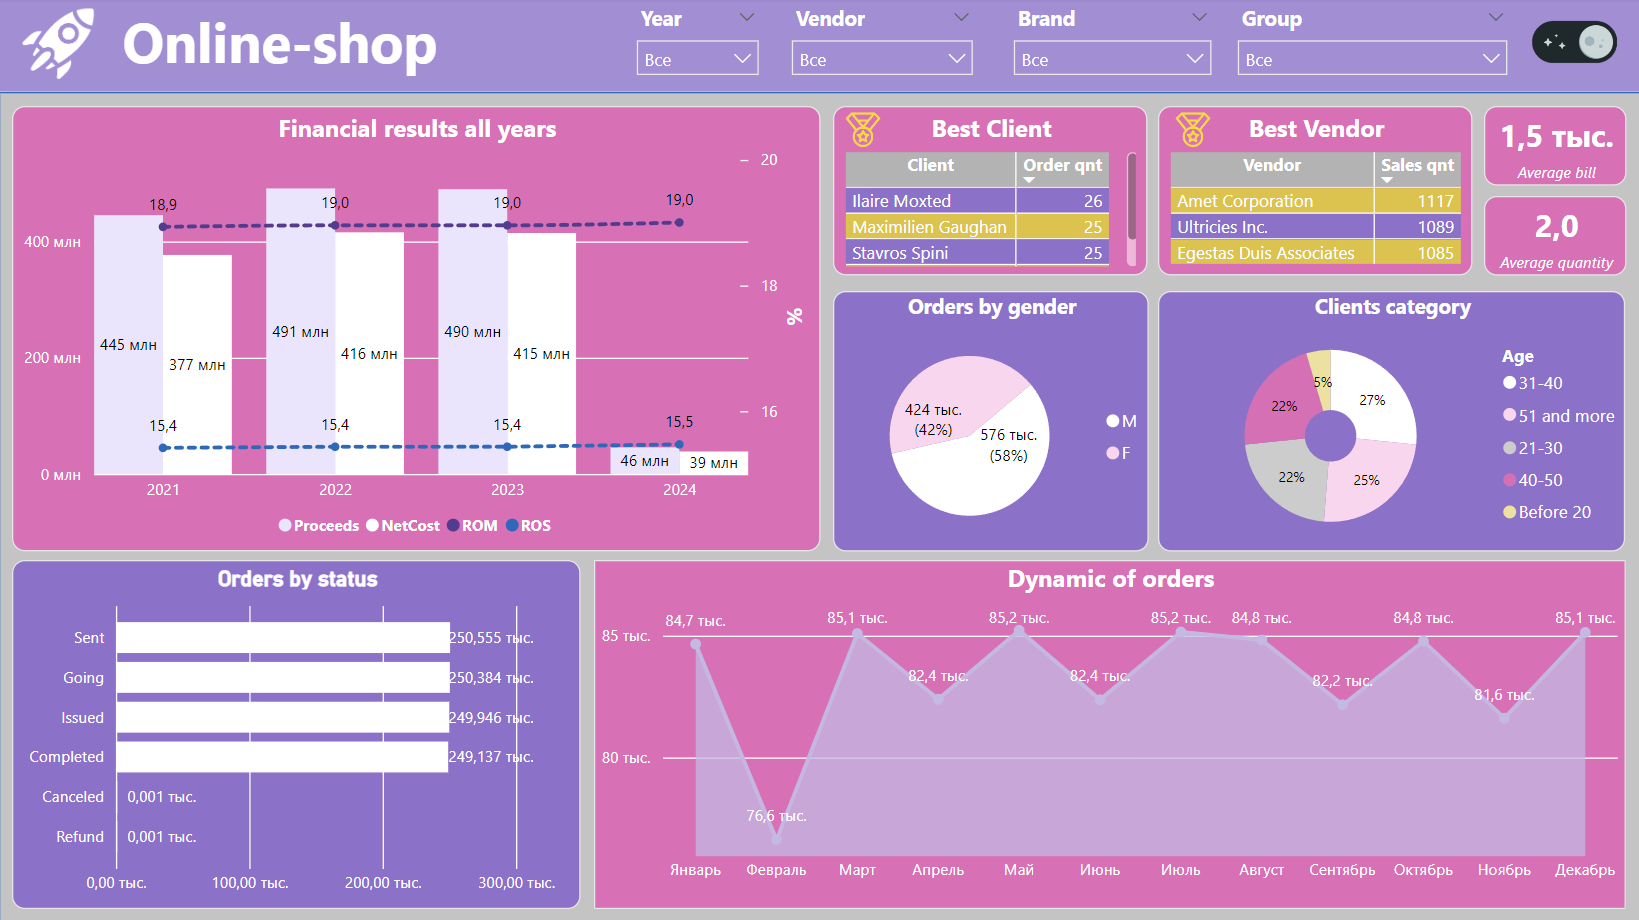 Online-shop
Year
Все
Vendor
Все
Brand
Все
Group
Все
Financial results all years
20
18
16
%
400 млн
200 млн
0 млн
18,9
19,0
19,0
19,0
445 млн
377 млн
491 млн
416 млн
490 млн
415 млн
15,4
15,4
15,4
15,5
46 млн
39 млн
2021
2022
2023
2024
Proceeds
NetCost
ROM
ROS
Best Client
Client Order qnt
Ilaire Moxted 26
Maximilien Gaughan 25
Stavros Spini 25
Best Vendor
Vendor Sales qnt
Amet Corporation 1117
Ultricies Inc. 1089
Egestas Duis Associates 1085
1,5 тыс.
Average bill
2,0
Average quantity
Orders by gender
424 тыс.
(42%)
576 тыс.
(58%)
M
F
Clients category
5%
27%
22%
22%
25%
Age
31-40
51 and more
21-30
40-50
Before 20
Orders by status
Sent 250,555 тыс.
Going 250,384 тыс.
Issued 249,946 тыс.
Completed 249,137 тыс.
Canceled 0,001 тыс.
Refund 0,001 тыс.
0,00 тыс.
100,00 тыс.
200,00 тыс.
300,00 тыс.
Dynamic of orders
85 тыс.
80 тыс.
84,7 тыс.
76,6 тыс.
85,1 тыс.
82,4 тыс.
85,2 тыс.
82,4 тыс.
85,2 тыс.
84,8 тыс.
82,2 тыс.
84,8 тыс.
81,6 тыс.
85,1 тыс.
Январь
Февраль
Март
Апрель
Май
Июнь
Июль
Август
Сентябрь
Октябрь
Ноябрь
Декабрь